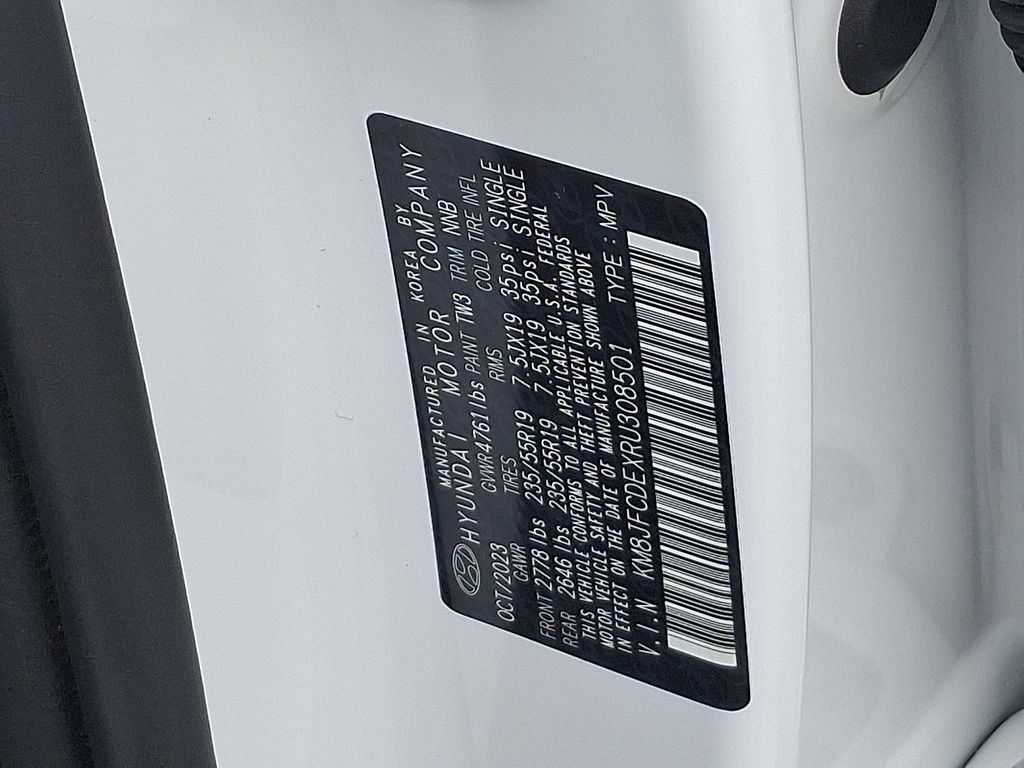 MANUFACTURED IN KOREA BY
HYUNDAI MOTOR COMPANY
OCT/2023 GVWR 4761 lbs PAINT TW3 TRIM NNB
GAWR TIRES RIMS COLD TIRE INFL
FRONT 2778 lbs 235/55R19 7.5JX19 35psi SINGLE
REAR 2646 lbs 235/55R19 7.5JX19 35psi SINGLE
THIS VEHICLE CONFORMS TO ALL APPLICABLE U.S.A. FEDERAL
MOTOR VEHICLE SAFETY AND THEFT PREVENTION STANDARDS
IN EFFECT ON THE DATE OF MANUFACTURE SHOWN ABOVE
V.I.N KM8JFCDEXRU308501 TYPE : MPV